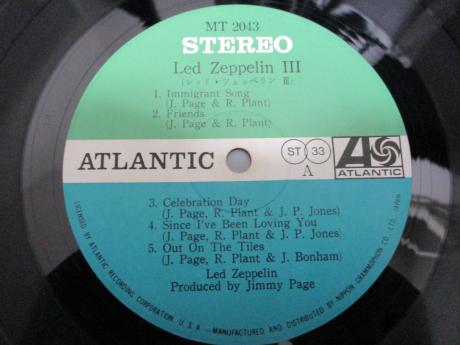 MT 2043
STEREO
Led Zeppelin III
(レッド・ツェッペリン Ⅲ)
1. Immigrant Song
(J. Page & R. Plant)
2. Friends
(J. Page & R. Plant)
ATLANTIC
ST 33
A
ATLANTIC
3. Celebration Day
(J. Page, R. Plant & J. P. Jones)
4. Since I've Been Loving You
(J. Page, R. Plant & J. P. Jones)
5. Out On The Tiles
(J. Page, R. Plant & J. Bonham)
Led Zeppelin
Produced by Jimmy Page
LICENSED BY ATLANTIC RECORDING CORPORATION (U.S.A.—MANUFACTURED AND DISTRIBUTED BY NIPPON GRAMMOPHON CO. LTD. JAPAN